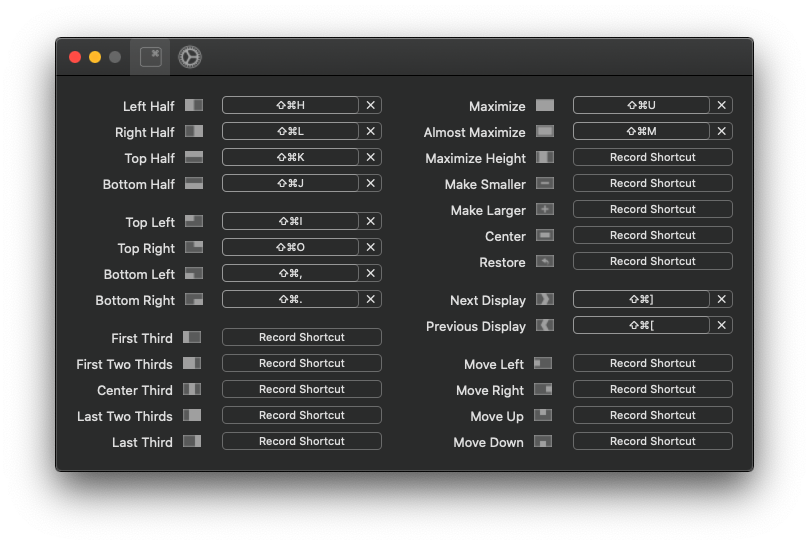 Left Half ⇧⌘H ✕
Right Half ⇧⌘L ✕
Top Half ⇧⌘K ✕
Bottom Half ⇧⌘J ✕
Top Left ⇧⌘I ✕
Top Right ⇧⌘O ✕
Bottom Left ⇧⌘, ✕
Bottom Right ⇧⌘. ✕
First Third Record Shortcut
First Two Thirds Record Shortcut
Center Third Record Shortcut
Last Two Thirds Record Shortcut
Last Third Record Shortcut
Maximize ⇧⌘U ✕
Almost Maximize ⇧⌘M ✕
Maximize Height Record Shortcut
Make Smaller Record Shortcut
Make Larger Record Shortcut
Center Record Shortcut
Restore Record Shortcut
Next Display ⇧⌘] ✕
Previous Display ⇧⌘[ ✕
Move Left Record Shortcut
Move Right Record Shortcut
Move Up Record Shortcut
Move Down Record Shortcut